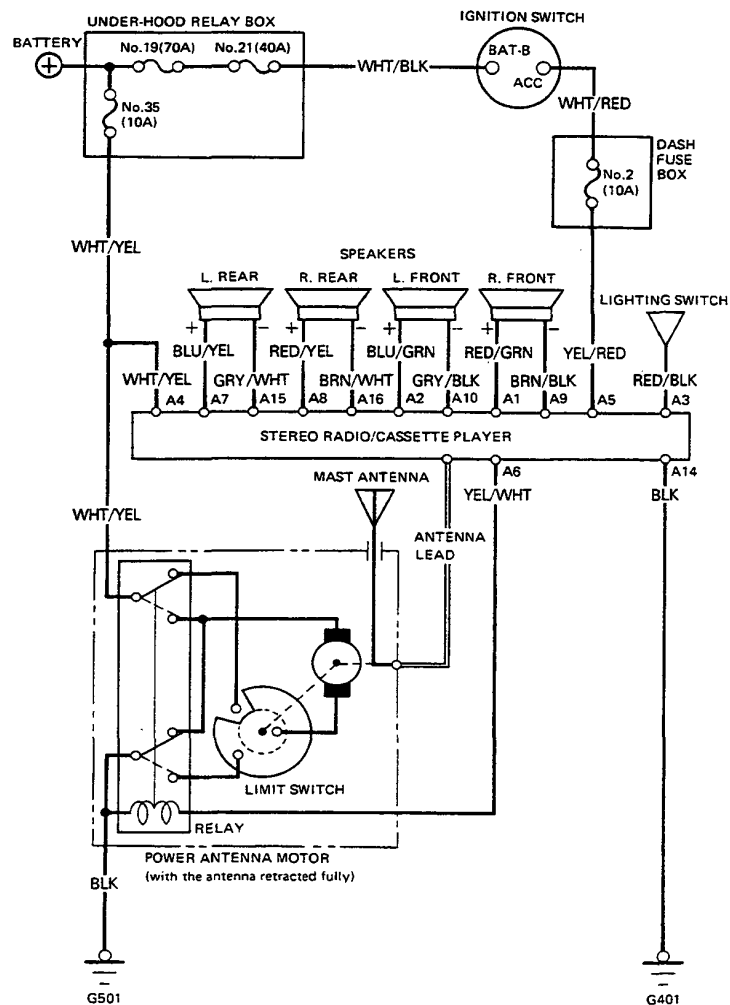 UNDER-HOOD RELAY BOX
IGNITION SWITCH
BATTERY
No.19(70A)
No.21(40A)
BAT-B
WHT/BLK
ACC
No.35
(10A)
WHT/RED
DASH
FUSE
BOX
No.2
(10A)
WHT/YEL
SPEAKERS
L. REAR
R. REAR
L. FRONT
R. FRONT
LIGHTING SWITCH
+ −
+ −
+ −
+ −
BLU/YEL
RED/YEL
BLU/GRN
RED/GRN
YEL/RED
WHT/YEL
GRY/WHT
BRN/WHT
GRY/BLK
BRN/BLK
RED/BLK
A4
A7
A15
A8
A16
A2
A10
A1
A9
A5
A3
STEREO RADIO/CASSETTE PLAYER
A6
A14
MAST ANTENNA
YEL/WHT
BLK
WHT/YEL
ANTENNA
LEAD
LIMIT SWITCH
RELAY
POWER ANTENNA MOTOR
(with the antenna retracted fully)
BLK
G501
G401